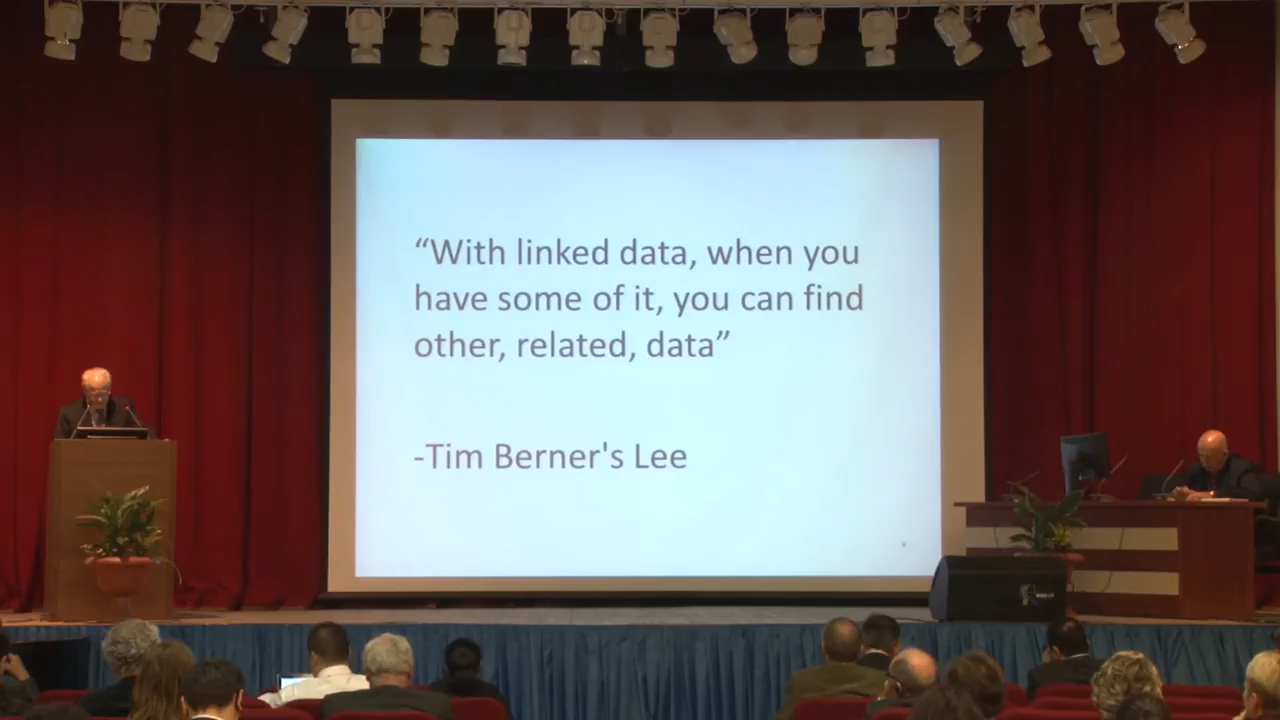 “With linked data, when you
have some of it, you can find
other, related, data”
-Tim Berner's Lee